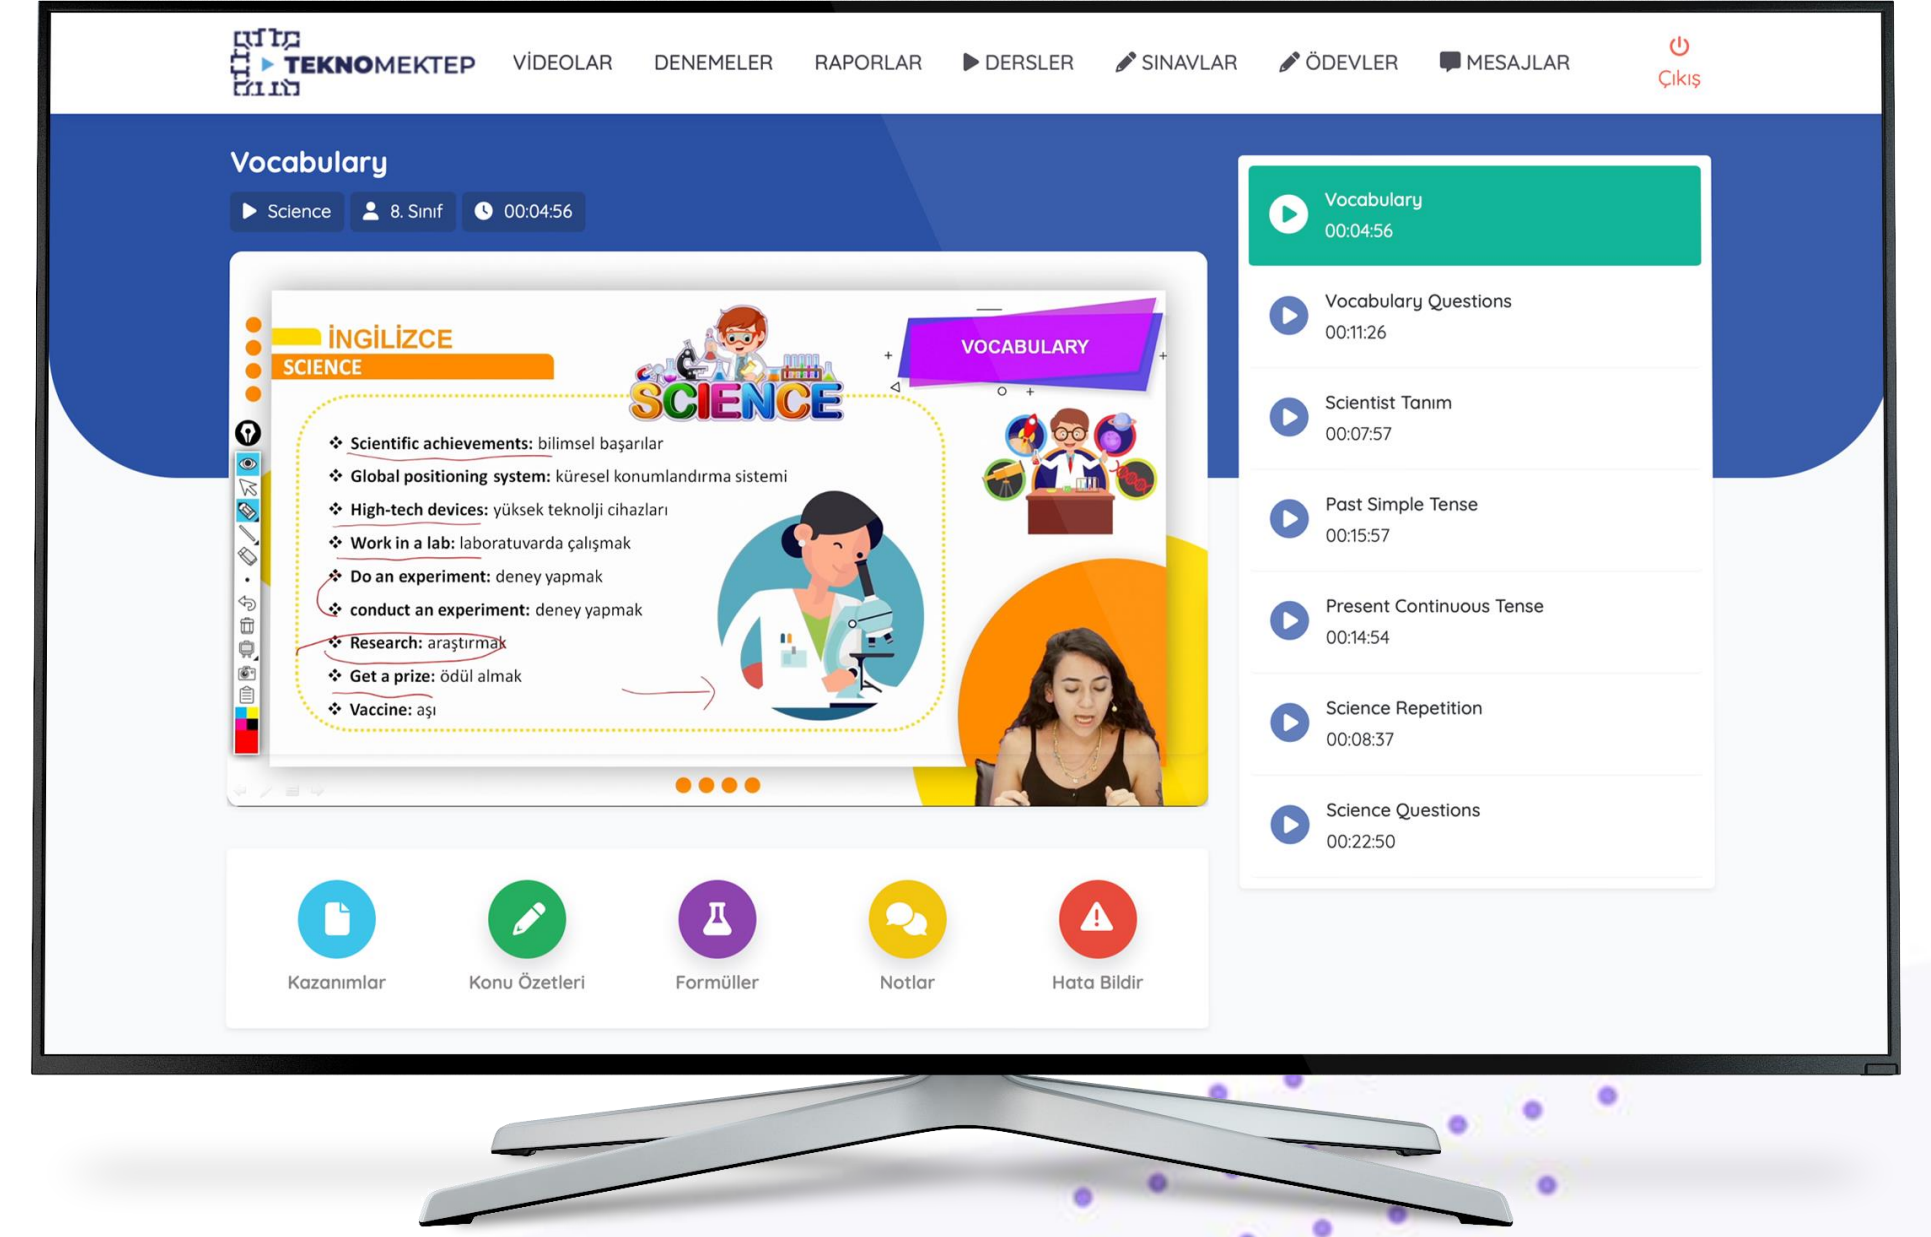 TEKNOMEKTEP
VİDEOLAR
DENEMELER
RAPORLAR
DERSLER
SINAVLAR
ÖDEVLER
MESAJLAR
Çıkış
Vocabulary
Science
8. Sınıf
00:04:56
İNGİLİZCE
SCIENCE
SCIENCE
VOCABULARY
❖ Scientific achievements: bilimsel başarılar
❖ Global positioning system: küresel konumlandırma sistemi
❖ High-tech devices: yüksek teknolji cihazları
❖ Work in a lab: laboratuvarda çalışmak
❖ Do an experiment: deney yapmak
❖ conduct an experiment: deney yapmak
❖ Research: araştırmak
❖ Get a prize: ödül almak
❖ Vaccine: aşı
Vocabulary
00:04:56
Vocabulary Questions
00:11:26
Scientist Tanım
00:07:57
Past Simple Tense
00:15:57
Present Continuous Tense
00:14:54
Science Repetition
00:08:37
Science Questions
00:22:50
Kazanımlar
Konu Özetleri
Formüller
Notlar
Hata Bildir